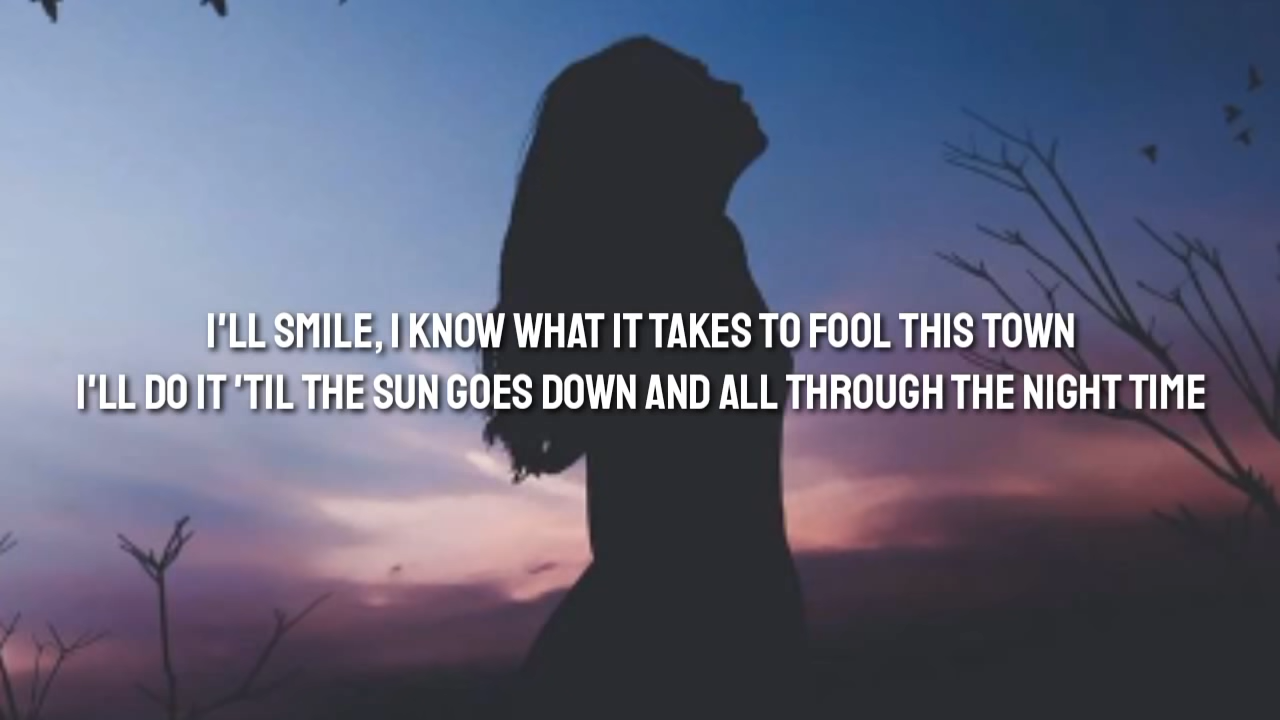 I'LL SMILE, I KNOW WHAT IT TAKES TO FOOL THIS TOWN
I'LL DO IT 'TIL THE SUN GOES DOWN AND ALL THROUGH THE NIGHT TIME